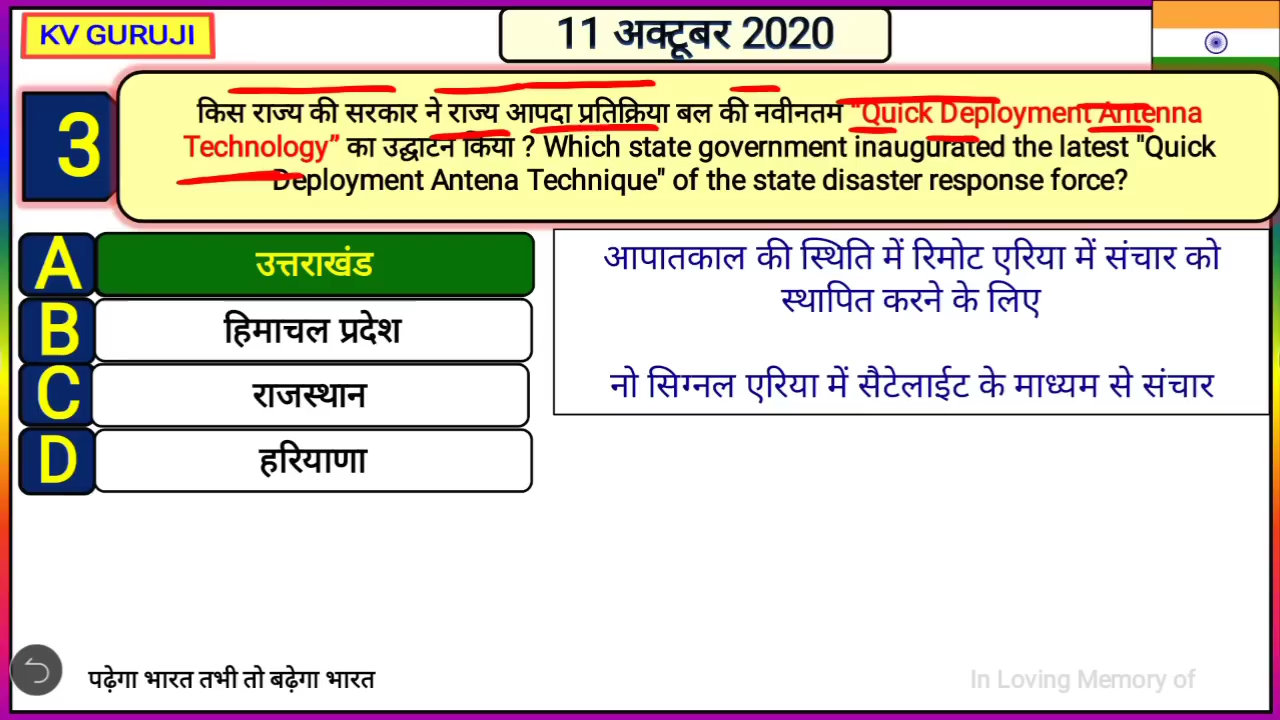 KV GURUJI
11 अक्टूबर 2020
3
किस राज्य की सरकार ने राज्य आपदा प्रतिक्रिया बल की नवीनतम “Quick Deployment Antenna
Technology” का उद्घाटन किया ? Which state government inaugurated the latest "Quick
Deployment Antena Technique" of the state disaster response force?
A
उत्तराखंड
B
हिमाचल प्रदेश
C
राजस्थान
D
हरियाणा
आपातकाल की स्थिति में रिमोट एरिया में संचार को
स्थापित करने के लिए
नो सिग्नल एरिया में सैटेलाईट के माध्यम से संचार
पढ़ेगा भारत तभी तो बढ़ेगा भारत
In Loving Memory of